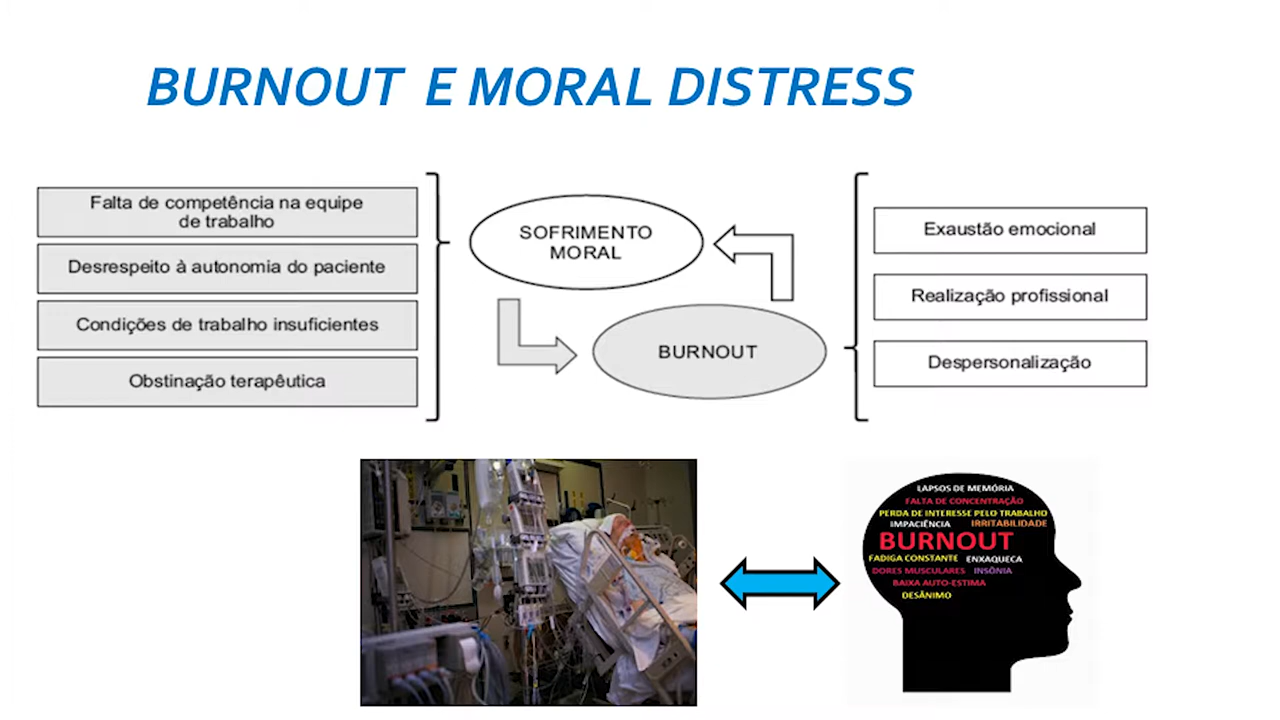 BURNOUT E MORAL DISTRESS
Falta de competência na equipe
de trabalho
Desrespeito à autonomia do paciente
Condições de trabalho insuficientes
Obstinação terapêutica
SOFRIMENTO
MORAL
BURNOUT
Exaustão emocional
Realização profissional
Despersonalização
LAPSOS DE MEMÓRIA
FALTA DE CONCENTRAÇÃO
PERDA DE INTERESSE PELO TRABALHO
IMPACIÊNCIA IRRITABILIDADE
BURNOUT
FADIGA CONSTANTE ENXAQUECA
DORES MUSCULARES INSÔNIA
BAIXA AUTO-ESTIMA
DESÂNIMO